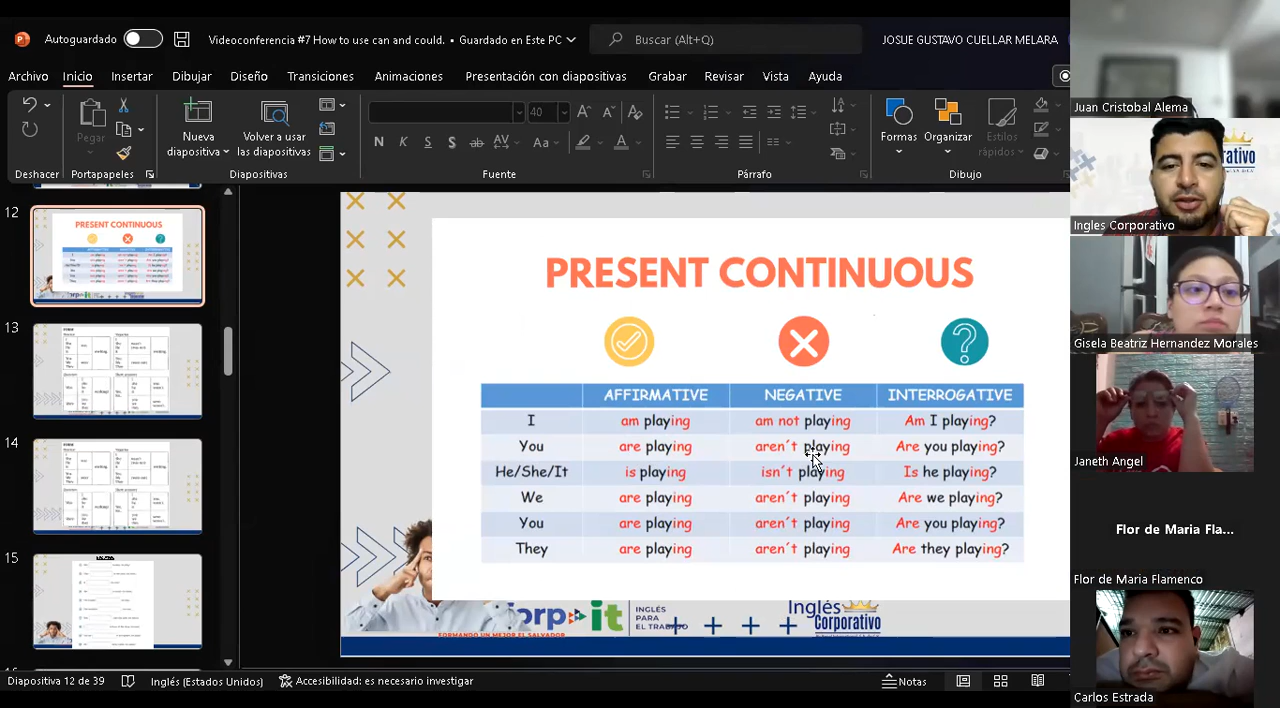 Autoguardado
Videoconferencia #7 How to use can and could. • Guardado en Este PC
Buscar (Alt+Q)
JOSUE GUSTAVO CUELLAR MELARA
Archivo Inicio Insertar Dibujar Diseño Transiciones Animaciones Presentación con diapositivas Grabar Revisar Vista Ayuda
40
Pegar
Nueva diapositiva
Volver a usar las diapositivas
N K S S ab AV Aa A
Formas
Organizar
Estilos rápidos
Deshacer Portapapeles Diapositivas Fuente Párrafo Dibujo
12
PRESENT CONTINUOUS
13
14
15
PRESENT CONTINUOUS
AFFIRMATIVE NEGATIVE INTERROGATIVE
I am playing am not playing Am I playing?
You are playing aren´t playing Are you playing?
He/She/It is playing isn´t playing Is he playing?
We are playing aren´t playing Are we playing?
You are playing aren´t playing Are you playing?
The are playing aren´t playing Are they playing?
INGLÉS
PARA
EL TRABAJO
FORMANDO UN MEJOR EL SALVADOR
Inglés
Corporativo
Diapositiva 12 de 39
Inglés (Estados Unidos)
Accesibilidad: es necesario investigar
Notas
Juan Cristobal Alema
Ingles Corporativo
Gisela Beatriz Hernandez Morales
Janeth Angel
Flor de Maria Fla...
Flor de Maria Flamenco
Carlos Estrada